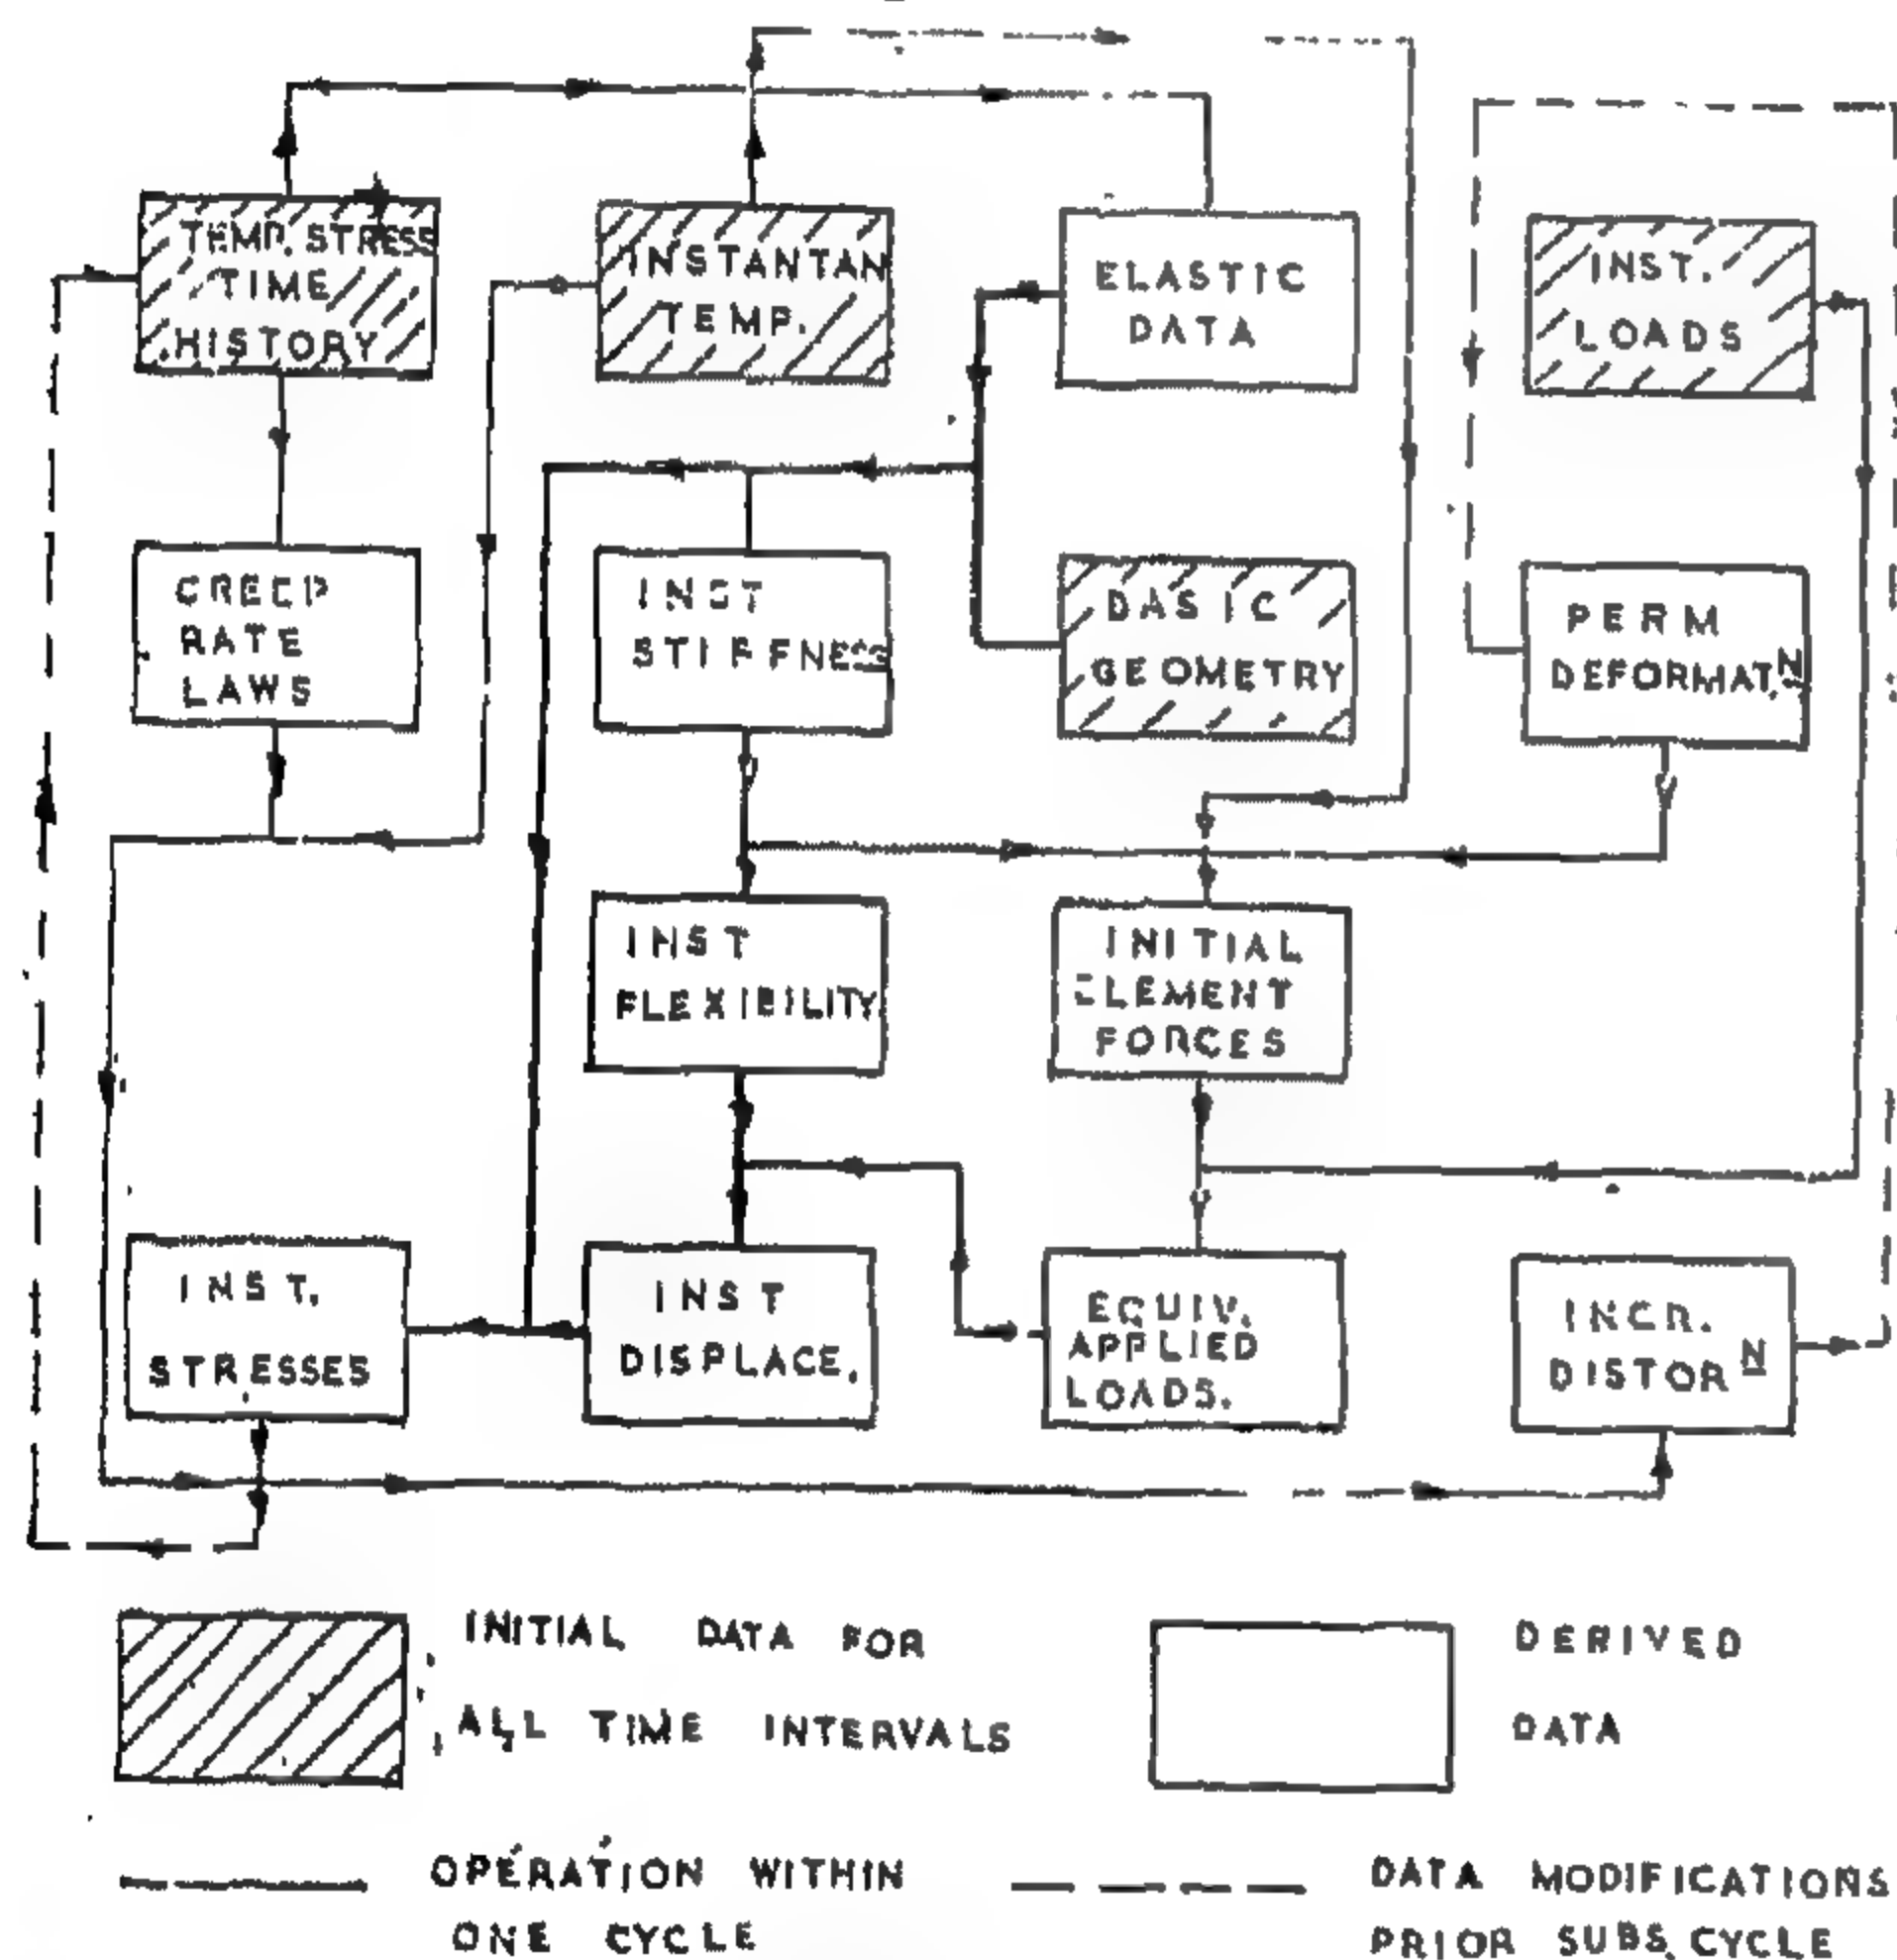 TEMP. STRESS
TIME
HISTORY
INSTANTAN
TEMP.
ELASTIC
DATA
INST.
LOADS
CREEP
RATE
LAWS
INST
STIFFNESS
BASIC
GEOMETRY
PERM
DEFORMAT.N
INST
FLEXIBILITY
INITIAL
ELEMENT
FORCES
INST.
STRESSES
INST
DISPLACE.
EQUIV.
APPLIED
LOADS.
INCR.
DISTOR N
INITIAL DATA FOR
ALL TIME INTERVALS
DERIVED
DATA
OPERATION WITHIN
ONE CYCLE
DATA MODIFICATIONS
PRIOR SUBS. CYCLE